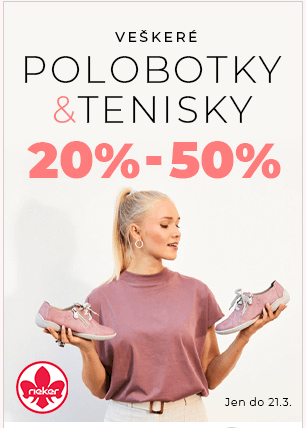 VEŠKERÉ
POLOBOTKY
&TENISKY
20%-50%
rieker
Jen do 21.3.